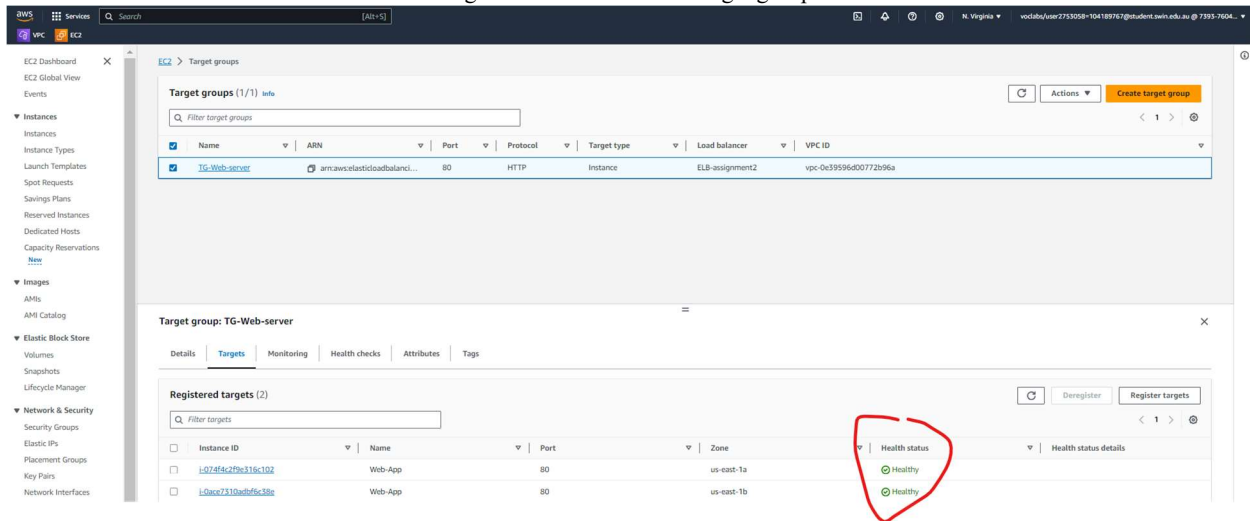 aws Services Search [Alt+S] N. Virginia voclabs/user2753058=104189767@student.swin.edu.au @ 7393-7604...
VPC EC2
EC2 Dashboard
EC2 Global View
Events
Instances
Instances
Instance Types
Launch Templates
Spot Requests
Savings Plans
Reserved Instances
Dedicated Hosts
Capacity Reservations
New
Images
AMIs
AMI Catalog
Elastic Block Store
Volumes
Snapshots
Lifecycle Manager
Network & Security
Security Groups
Elastic IPs
Placement Groups
Key Pairs
Network Interfaces
EC2 > Target groups
Target groups (1/1) Info
Actions Create target group
Filter target groups
1
Name ARN Port Protocol Target type Load balancer VPC ID
TG-Web-server arn:aws:elasticloadbalanci... 80 HTTP Instance ELB-assignment2 vpc-0e39596d00772b96a
Target group: TG-Web-server
Details Targets Monitoring Health checks Attributes Tags
Registered targets (2)
Deregister Register targets
Filter targets
1
Instance ID Name Port Zone Health status Health status details
i-074f4c2f9e316c102 Web-App 80 us-east-1a Healthy
i-0ace7310adbf6c38e Web-App 80 us-east-1b Healthy